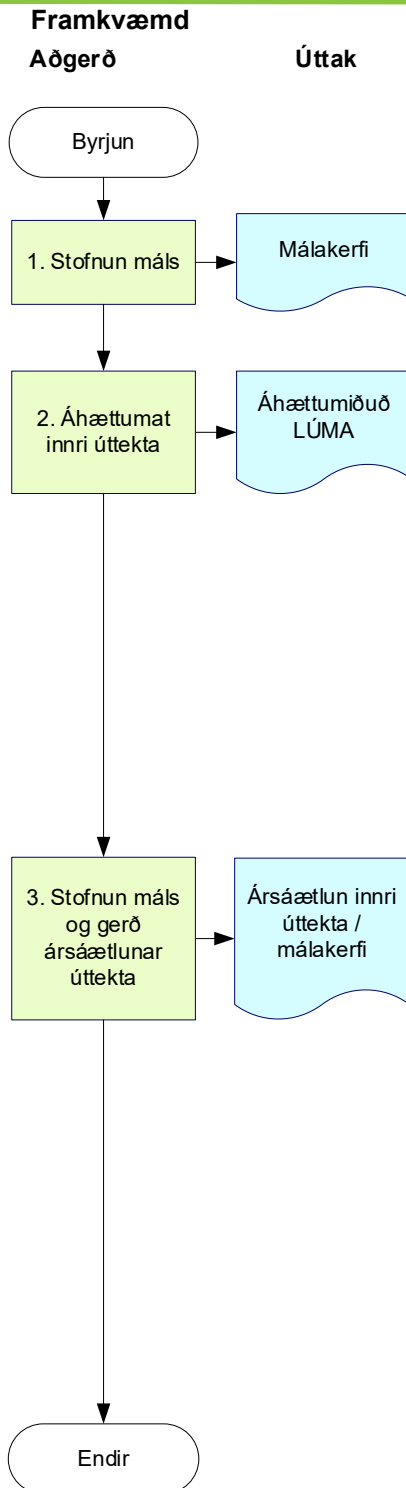 Framkvæmd
Aðgerð
Úttak
Byrjun
1. Stofnun máls
Málakerfi
2. Áhættumat
innri úttekta
Áhættumiðuð
LÚMA
3. Stofnun máls
og gerð
ársáætlunar
úttekta
Ársáætlun innri
úttekta /
málakerfi
Endir